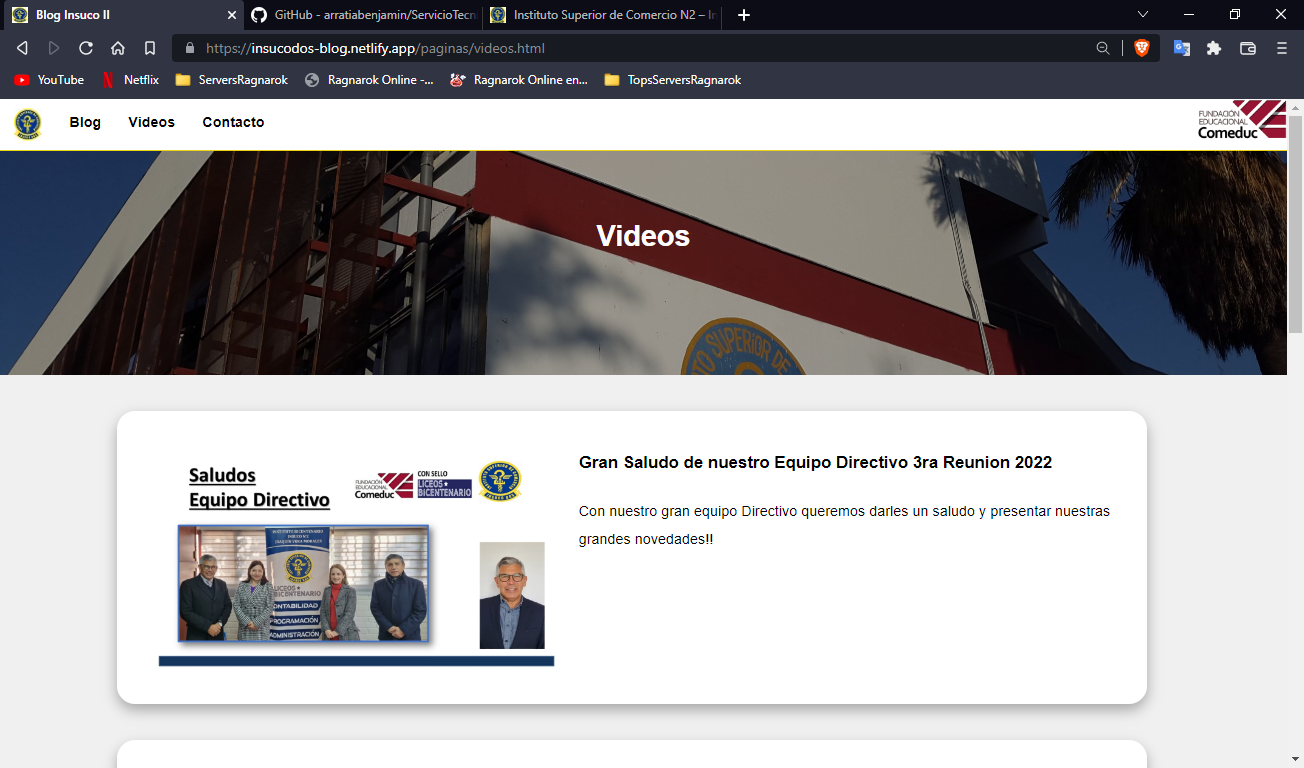 Blog Insuco II
GitHub - arratiabenjamin/ServicioTecn
Instituto Superior de Comercio N2 – In
https://insucodos-blog.netlify.app/paginas/videos.html
YouTube
Netflix
ServersRagnarok
Ragnarok Online -...
Ragnarok Online en...
TopsServersRagnarok
Blog
Videos
Contacto
FUNDACIÓN
EDUCACIONAL
Comeduc
Videos
TO SUPERIOR DE
Saludos
Equipo Directivo
FUNDACIÓN
EDUCACIONAL
Comeduc
CON SELLO
LICEOS
BICENTENARIO
LICEOS
BICENTENARIO
CONTABILIDAD
PROGRAMACIÓN
ADMINISTRACIÓN
Gran Saludo de nuestro Equipo Directivo 3ra Reunion 2022
Con nuestro gran equipo Directivo queremos darles un saludo y presentar nuestras
grandes novedades!!